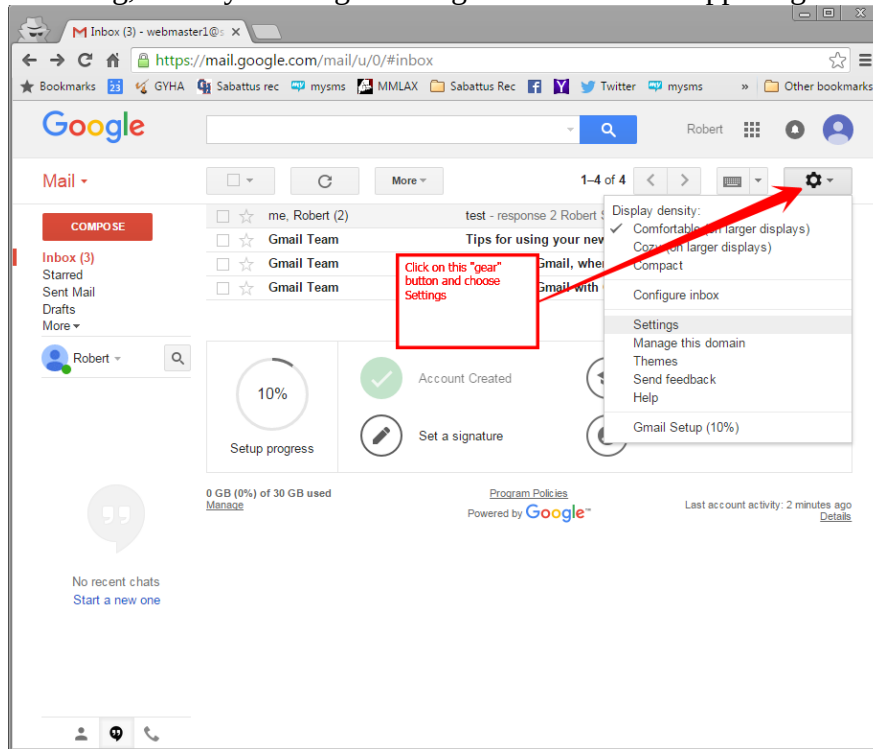 Inbox (3) - webmaster1@s
https://mail.google.com/mail/u/0/#inbox
Bookmarks 23 GYHA Sabattus rec mysms MMLAX Sabattus Rec Twitter mysms » Other bookmarks
Google
Robert
Mail
More
1–4 of 4
COMPOSE
Inbox (3)
Starred
Sent Mail
Drafts
More
Robert
me, Robert (2) test - response 2 Robert
Gmail Team Tips for using your new
Gmail Team Gmail, whe
Gmail Team Gmail with
Click on this "gear"
button and choose
Settings
Display density:
Comfortable (on larger displays)
Cozy (on larger displays)
Compact
Configure inbox
Settings
Manage this domain
Themes
Send feedback
Help
Gmail Setup (10%)
10%
Setup progress
Account Created
Set a signature
0 GB (0%) of 30 GB used
Manage
Program Policies
Powered by Google™
Last account activity: 2 minutes ago
Details
No recent chats
Start a new one